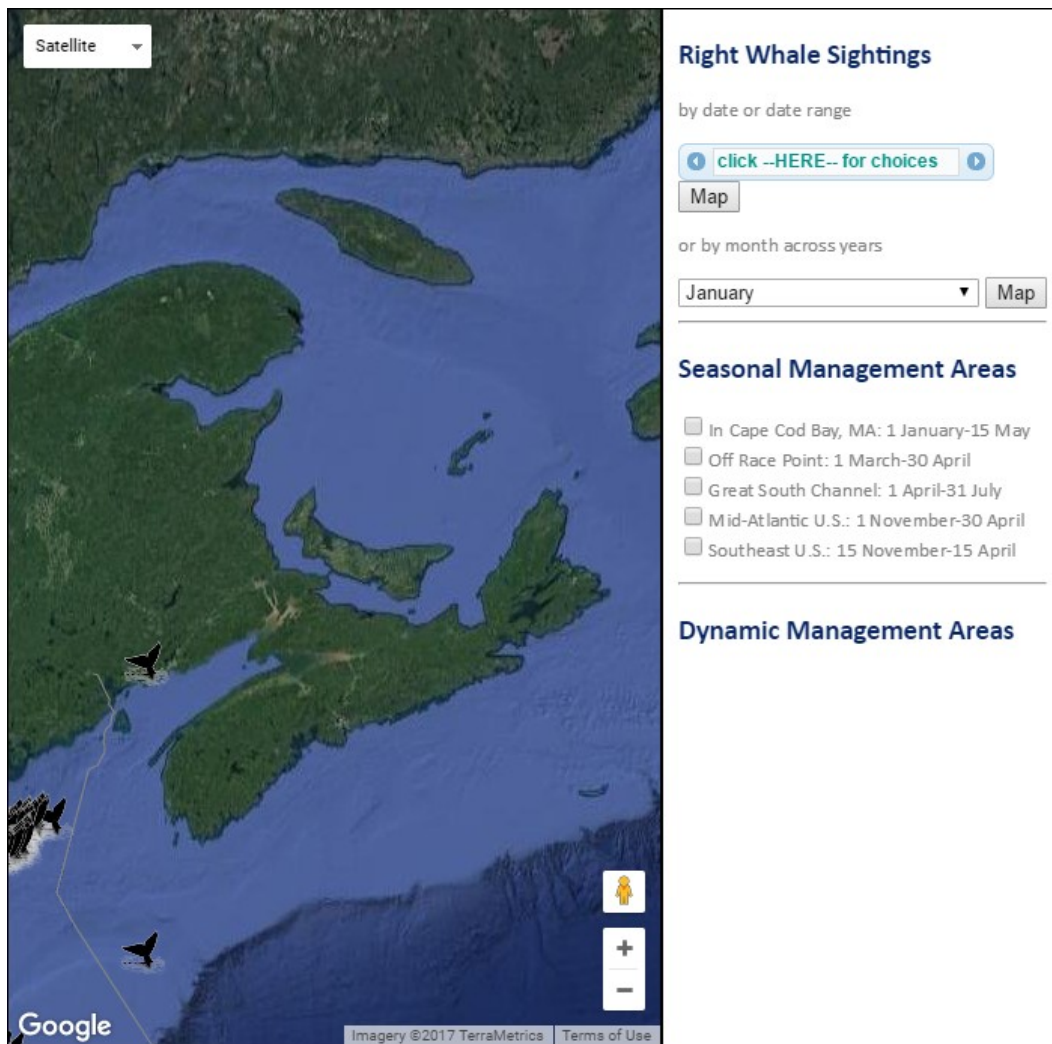 Satellite
Google
Imagery ©2017 TerraMetrics
Terms of Use
Right Whale Sightings
by date or date range
click --HERE-- for choices
Map
or by month across years
January
Map
Seasonal Management Areas
In Cape Cod Bay, MA: 1 January-15 May
Off Race Point: 1 March-30 April
Great South Channel: 1 April-31 July
Mid-Atlantic U.S.: 1 November-30 April
Southeast U.S.: 15 November-15 April
Dynamic Management Areas